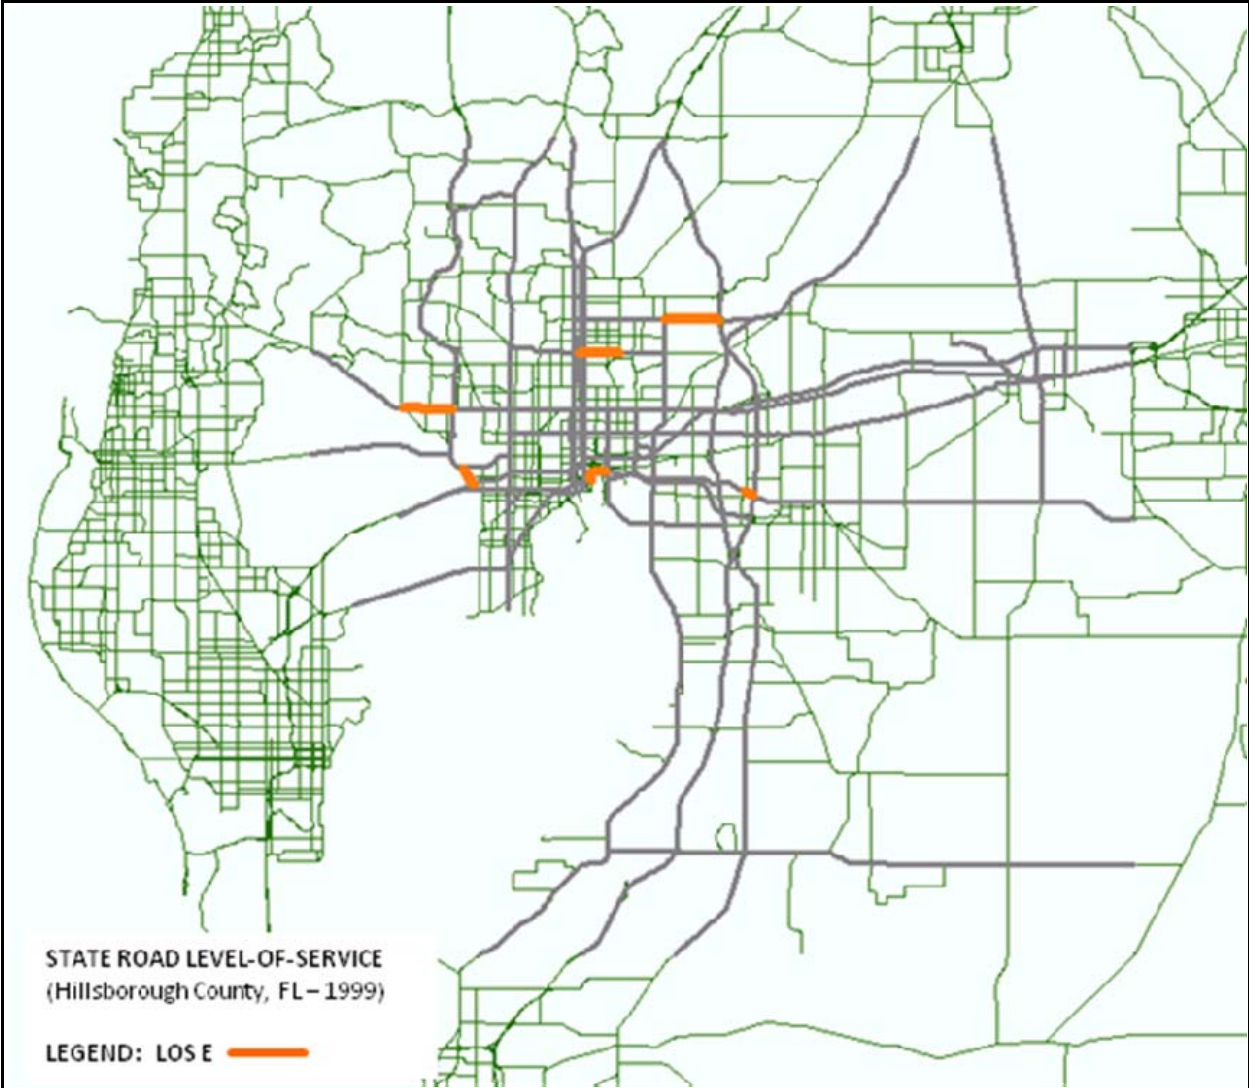 STATE ROAD LEVEL-OF-SERVICE
(Hillsborough County, FL – 1999)
LEGEND: LOS E